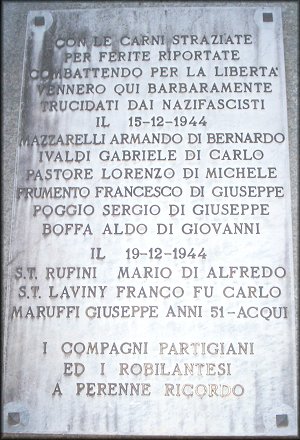 CON LE CARNI STRAZIATE
PER FERITE RIPORTATE
COMBATTENDO PER LA LIBERTA'
VENNERO QUI BARBARAMENTE
TRUCIDATI DAI NAZIFASCISTI
IL 15-12-1944
MAZZARELLI ARMANDO DI BERNARDO
IVALDI GABRIELE DI CARLO
PASTORE LORENZO DI MICHELE
FRUMENTO FRANCESCO DI GIUSEPPE
POGGIO SERGIO DI GIUSEPPE
BOFFA ALDO DI GIOVANNI
IL 19-12-1944
S.T. RUFINI MARIO DI ALFREDO
S.T. LAVINY FRANCO FU CARLO
MARUFFI GIUSEPPE ANNI 51-ACQUI
I COMPAGNI PARTIGIANI
ED I ROBILANTESI
A PERENNE RICORDO